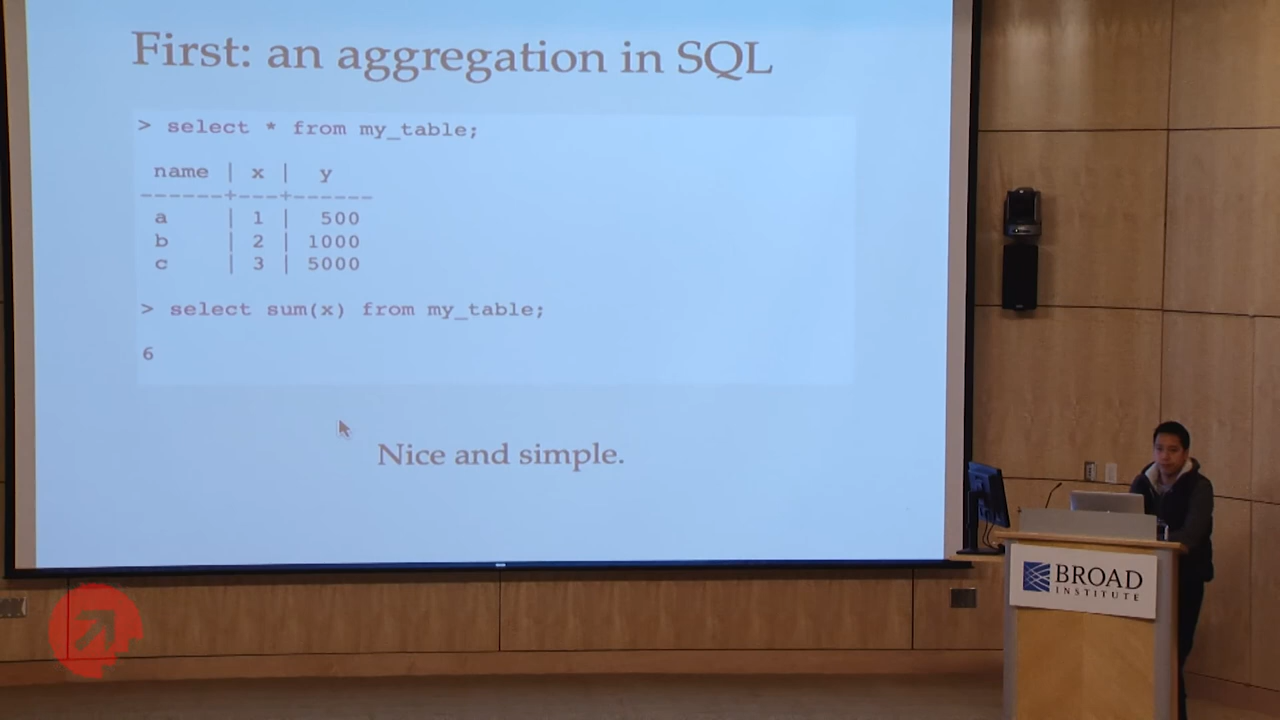 First: an aggregation in SQL
> select * from my_table;
name | x | y
------+---+------
a | 1 | 500
b | 2 | 1000
c | 3 | 5000
> select sum(x) from my_table;
6
Nice and simple.
BROAD
INSTITUTE